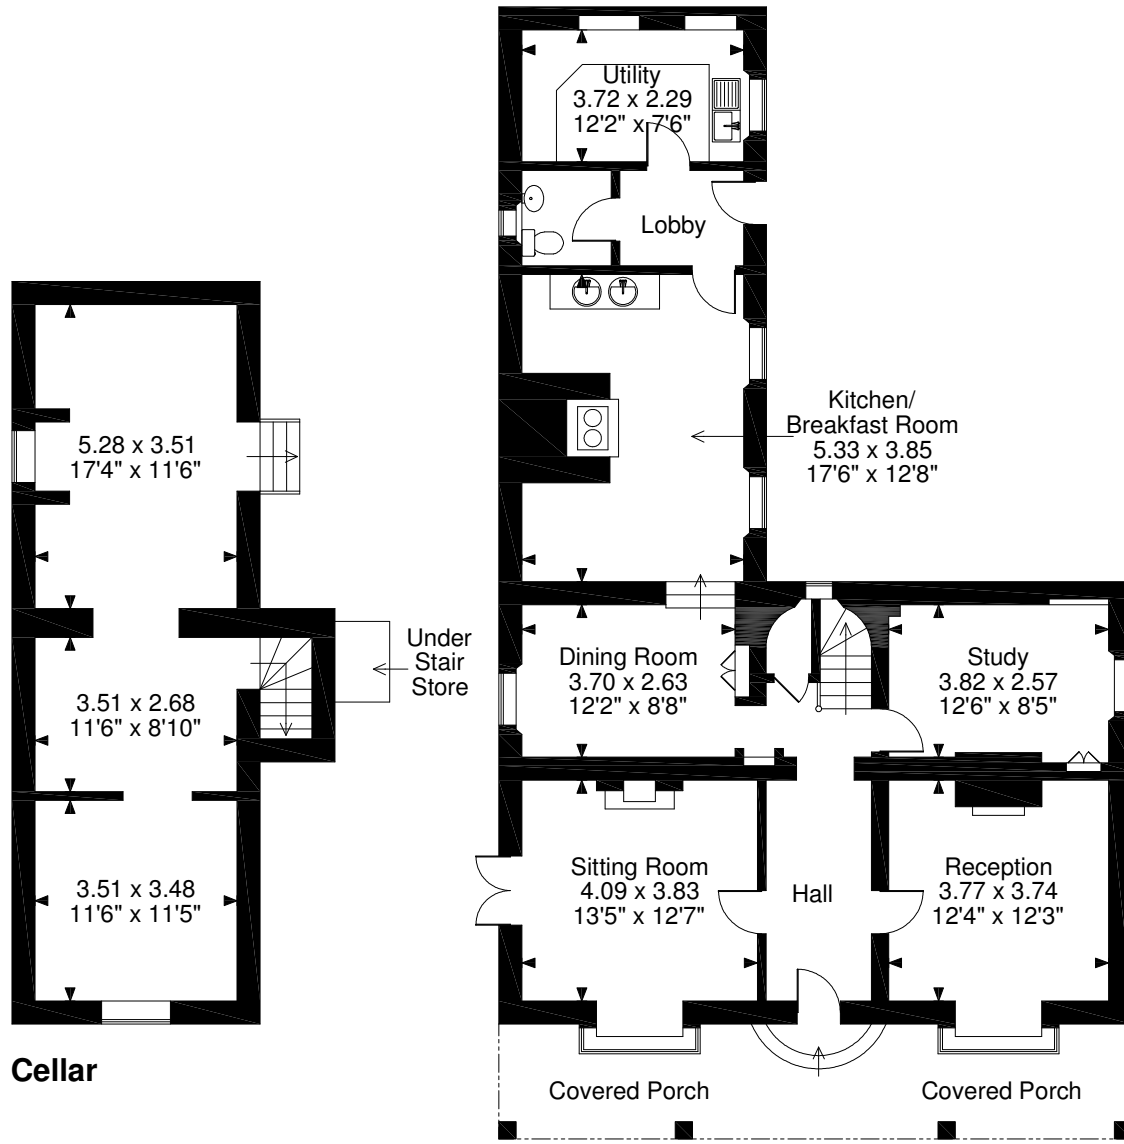 Utility
3.72 x 2.29
12'2" x 7'6"
Lobby
Kitchen/
Breakfast Room
5.33 x 3.85
17'6" x 12'8"
5.28 x 3.51
17'4" x 11'6"
Under
Stair
Store
3.51 x 2.68
11'6" x 8'10"
3.51 x 3.48
11'6" x 11'5"
Cellar
Dining Room
3.70 x 2.63
12'2" x 8'8"
Study
3.82 x 2.57
12'6" x 8'5"
Sitting Room
4.09 x 3.83
13'5" x 12'7"
Hall
Reception
3.77 x 3.74
12'4" x 12'3"
Covered Porch
Covered Porch